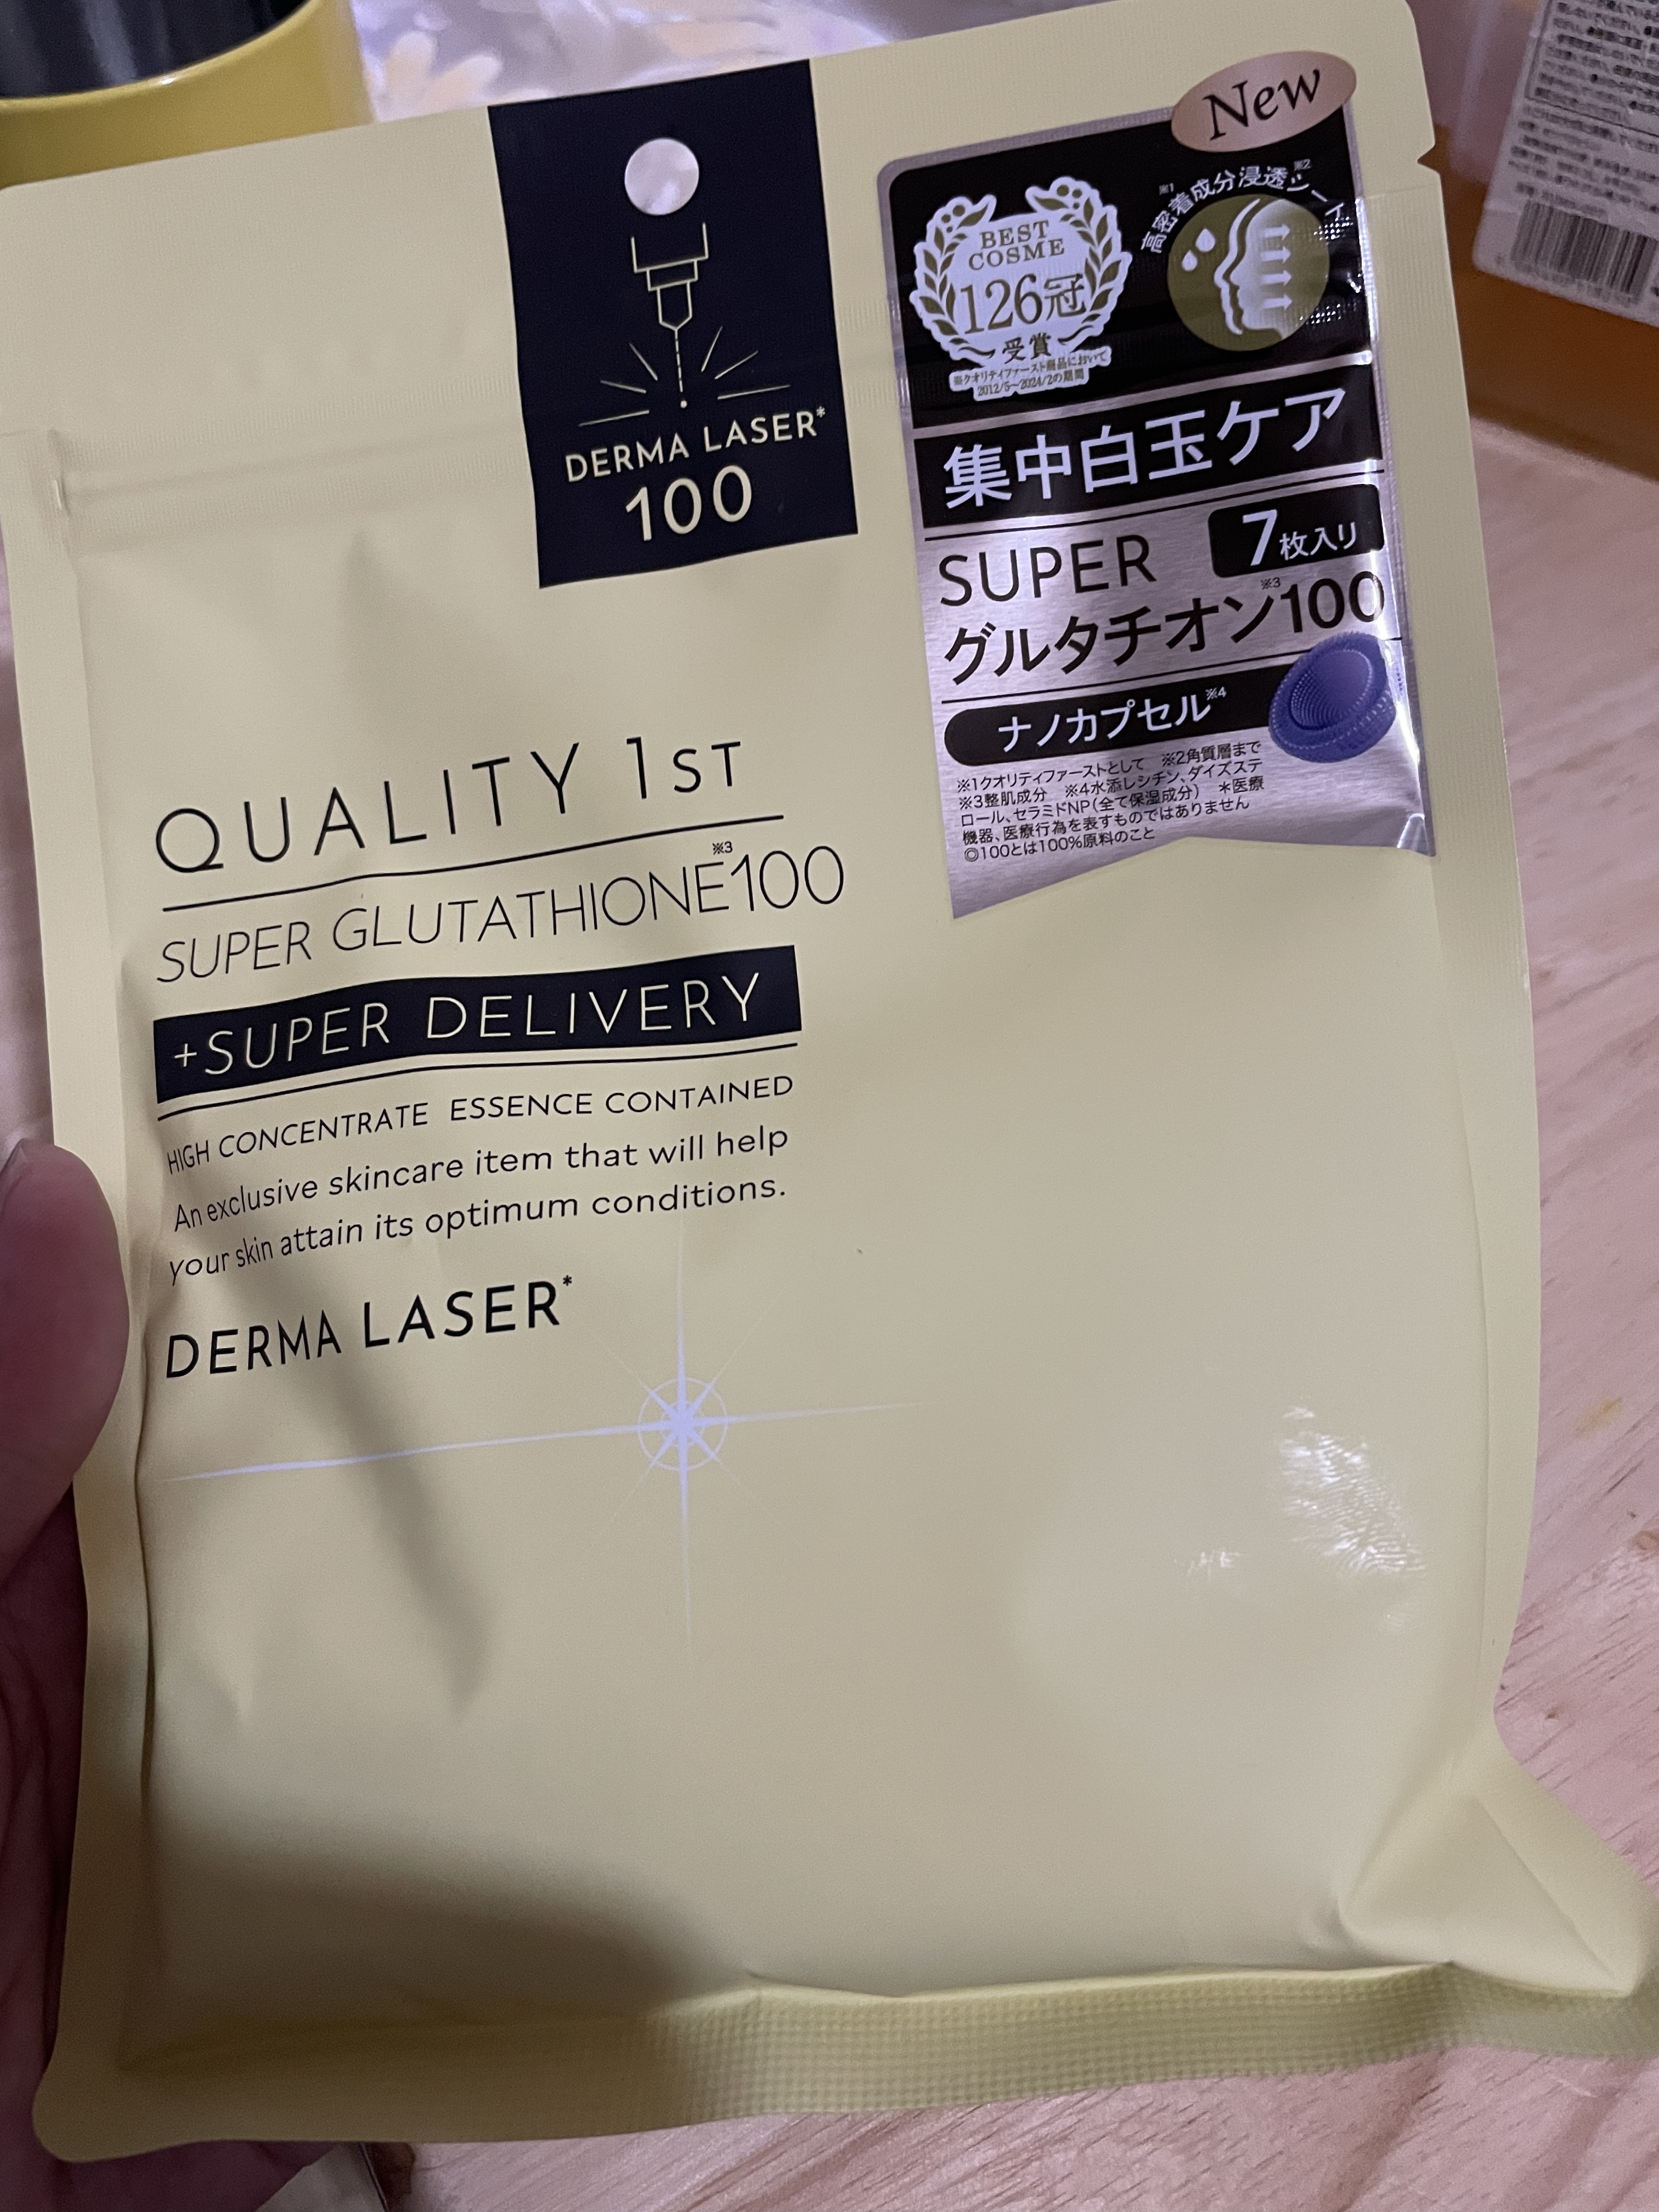 DERMA LASER*
100
New
※1 ※2
高密着成分浸透シート
BEST
COSME
126冠
受賞
※クオリティファースト商品において
2012/5~2024/2の期間
集中白玉ケア
7枚入り
SUPER
グルタチオン※3100
ナノカプセル※4
※1クオリティファーストとして ※2角質層まで
※3整肌成分 ※4水添レシチン、ダイズステ
ロール、セラミドNP(全て保湿成分) *医療
機器、医療行為を表すものではありません
◎100とは100%原料のこと
QUALITY 1ST
SUPER GLUTATHIONE※3100
+SUPER DELIVERY
HIGH CONCENTRATE ESSENCE CONTAINED
An exclusive skincare item that will help
your skin attain its optimum conditions.
DERMA LASER*